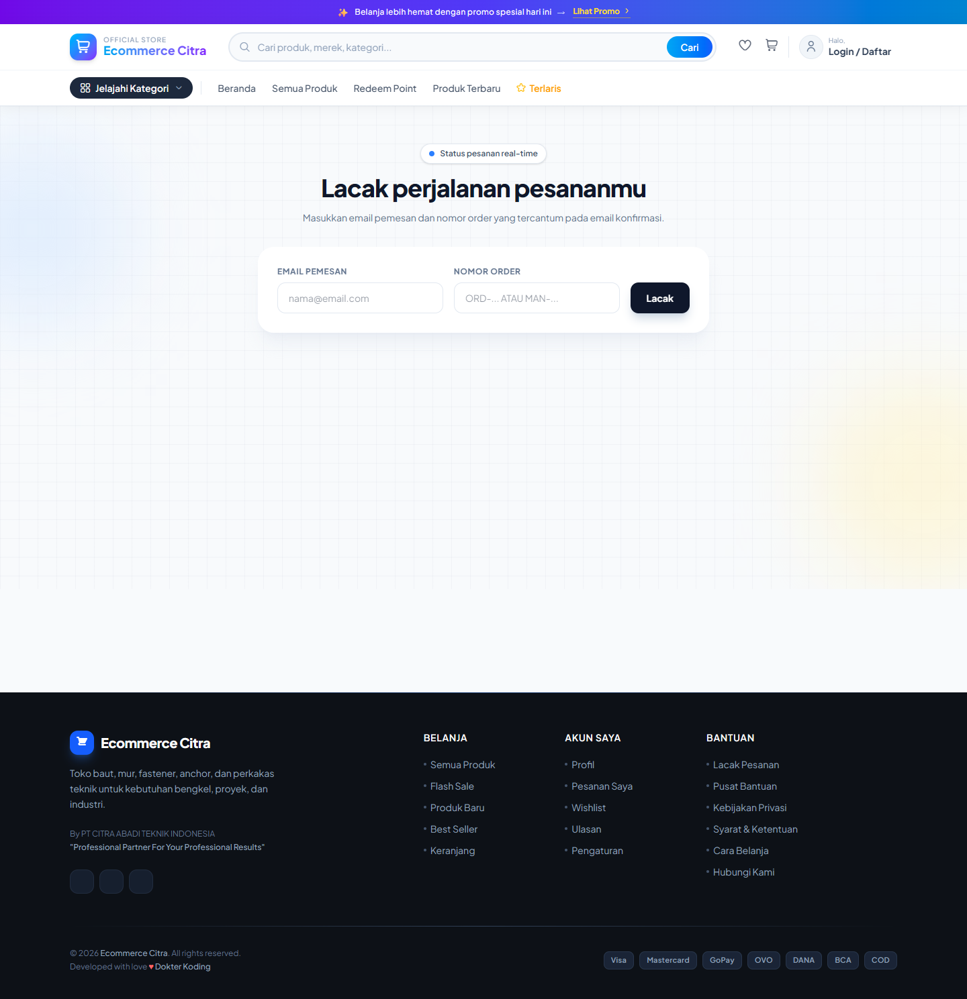 Belanja lebih hemat dengan promo spesial hari ini → Lihat Promo
OFFICIAL STORE
Ecommerce Citra
Cari produk, merek, kategori...
Cari
Halo,
Login / Daftar
Jelajahi Kategori
Beranda
Semua Produk
Redeem Point
Produk Terbaru
Terlaris
Status pesanan real-time
Lacak perjalanan pesananmu
Masukkan email pemesan dan nomor order yang tercantum pada email konfirmasi.
EMAIL PEMESAN
nama@email.com
NOMOR ORDER
ORD-... ATAU MAN-...
Lacak
Ecommerce Citra
Toko baut, mur, fastener, anchor, dan perkakas
teknik untuk kebutuhan bengkel, proyek, dan
industri.
By PT CITRA ABADI TEKNIK INDONESIA
"Professional Partner For Your Professional Results"
BELANJA
Semua Produk
Flash Sale
Produk Baru
Best Seller
Keranjang
AKUN SAYA
Profil
Pesanan Saya
Wishlist
Ulasan
Pengaturan
BANTUAN
Lacak Pesanan
Pusat Bantuan
Kebijakan Privasi
Syarat & Ketentuan
Cara Belanja
Hubungi Kami
© 2026 Ecommerce Citra. All rights reserved.
Developed with love ♥ Dokter Koding
Visa
Mastercard
GoPay
OVO
DANA
BCA
COD